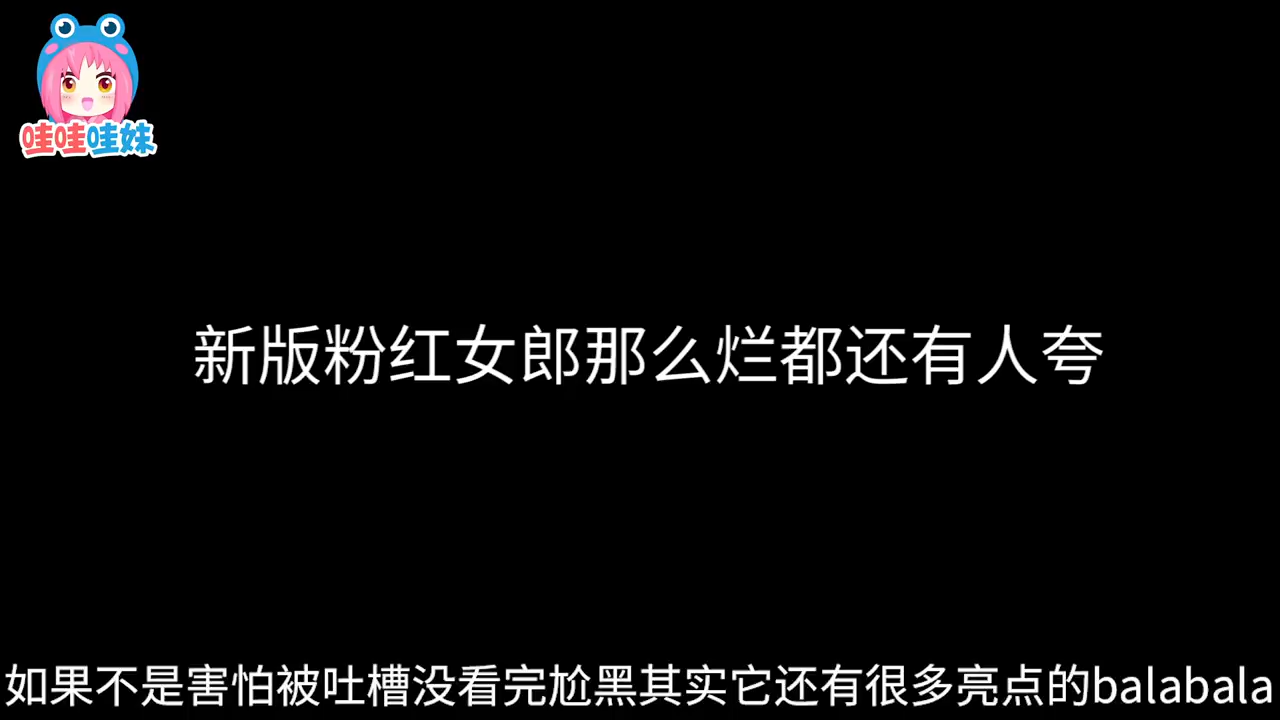 哇哇哇妹
新版粉红女郎那么烂都还有人夸
如果不是害怕被吐槽没看完尬黑其实它还有很多亮点的balabala